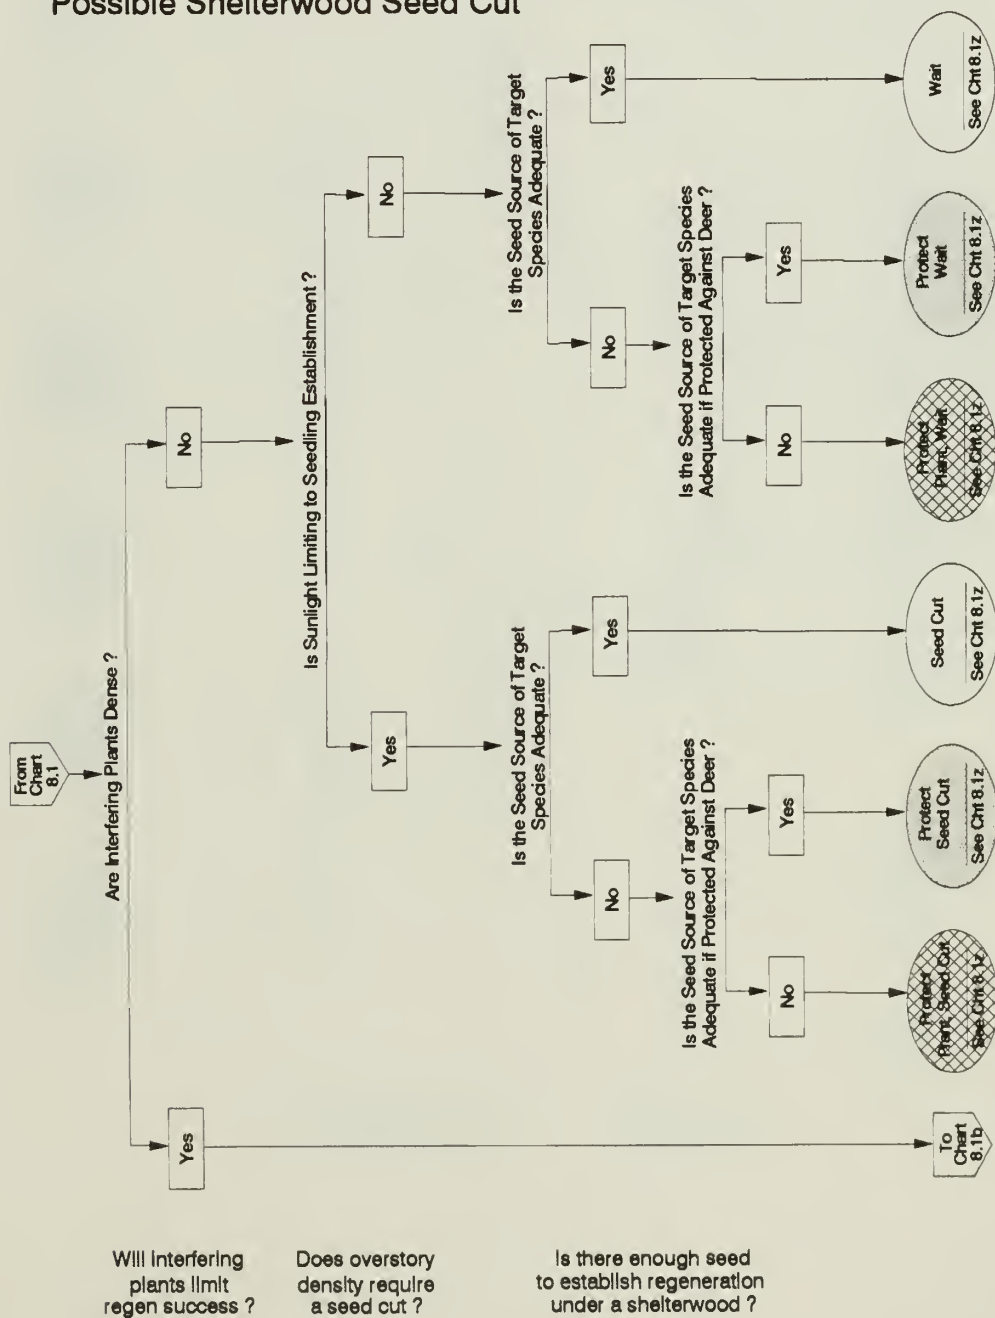 Possible Shelterwood Seed Cut
From
Chart
8.1
Are Interfering Plants Dense ?
Yes
No
Is Sunlight Limiting to Seedling Establishment ?
Yes
No
Is the Seed Source of Target
Species Adequate ?
Is the Seed Source of Target
Species Adequate ?
No
Yes
No
Yes
Is the Seed Source of Target Species
Adequate if Protected Against Deer ?
Is the Seed Source of Target Species
Adequate if Protected Against Deer ?
No
Yes
No
Yes
To
Chart
8.1b
Protect
Plant, Seed Cut
See Cht 8.1z
Protect
Seed Cut
See Cht 8.1z
Seed Cut
See Cht 8.1z
Protect
Plant, Wait
See Cht 8.1z
Protect
Wait
See Cht 8.1z
Wait
See Cht 8.1z
Will interfering
plants limit
regen success ?
Does overstory
density require
a seed cut ?
Is there enough seed
to establish regeneration
under a shelterwood ?